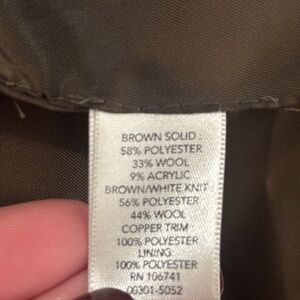 BROWN SOLID :
58% POLYESTER
33% WOOL
9% ACRYLIC
BROWN/WHITE KNIT :
56% POLYESTER
44% WOOL
COPPER TRIM :
100% POLYESTER
LINING
100% POLYESTER
RN 106741
00301-5052